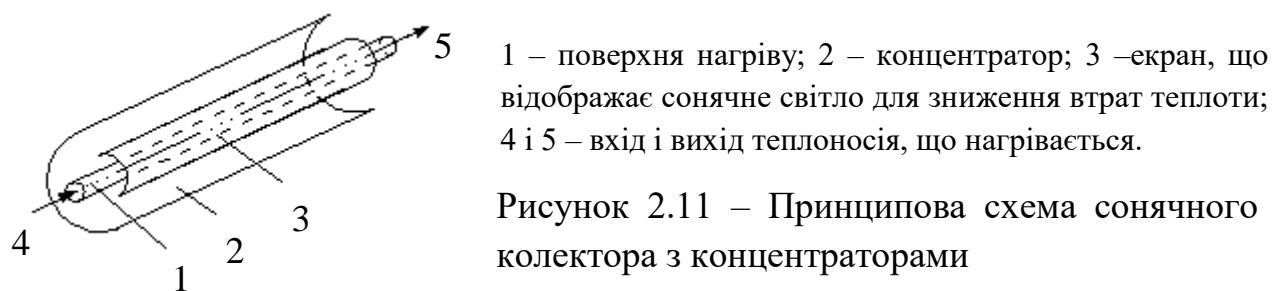 5
1 – поверхня нагріву; 2 – концентратор; 3 –екран, що
відображає сонячне світло для зниження втрат теплоти;
4 і 5 – вхід і вихід теплоносія, що нагрівається.
Рисунок 2.11 – Принципова схема сонячного
колектора з концентраторами
4
1
2
3